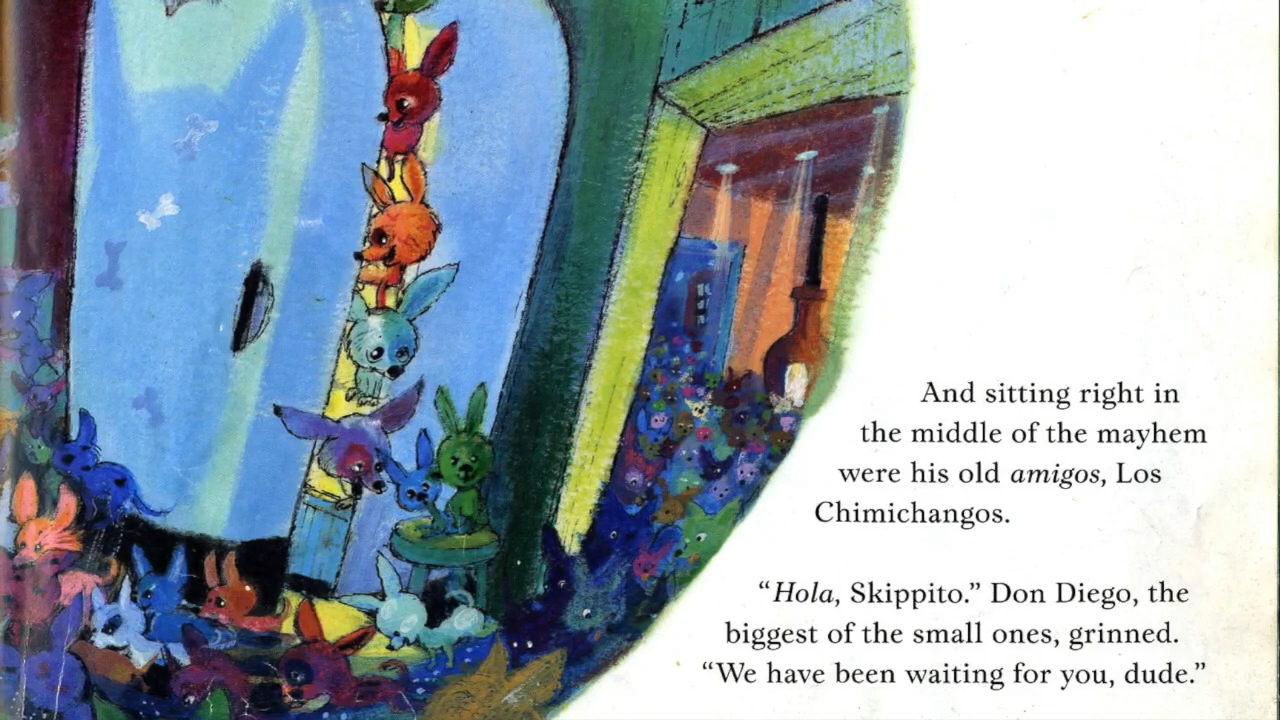 And sitting right in
the middle of the mayhem
were his old amigos, Los
Chimichangos.
“Hola, Skippito.” Don Diego, the
biggest of the small ones, grinned.
“We have been waiting for you, dude.”